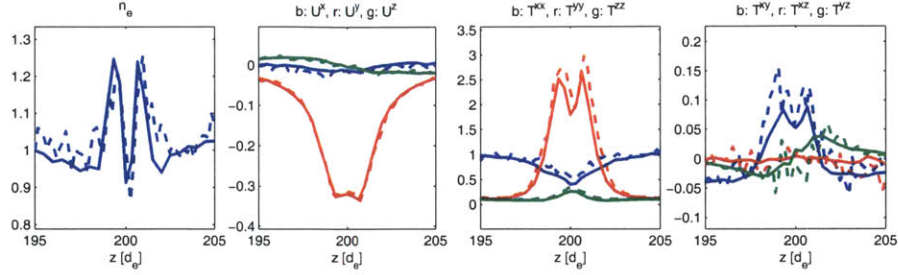 n_e
1.3
1.2
1.1
1
0.9
0.8
195 200 205
z [d_e]
b: U^x, r: U^y, g: U^z
0
−0.1
−0.2
−0.3
−0.4
195 200 205
z [d_e]
b: T^xx, r: T^yy, g: T^zz
3.5
3
2.5
2
1.5
1
0.5
0
195 200 205
z [d_e]
b: T^xy, r: T^xz, g: T^yz
0.2
0.15
0.1
0.05
0
−0.05
−0.1
195 200 205
z [d_e]